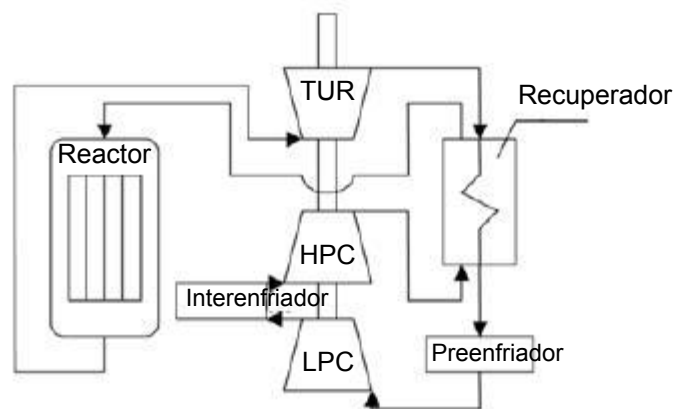 TUR
Recuperador
Reactor
HPC
Interenfriador
LPC
Preenfriador